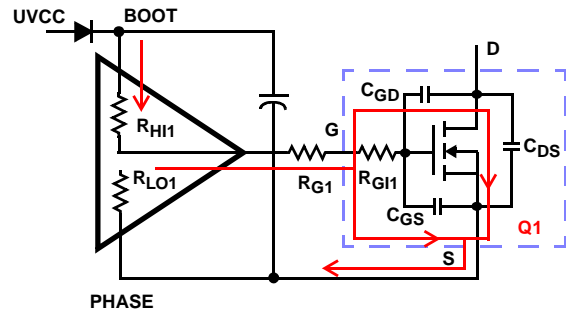 UVCC
BOOT
D
CGD
RHI1
G
CDS
RLO1
RG1
RGI1
CGS
Q1
S
PHASE